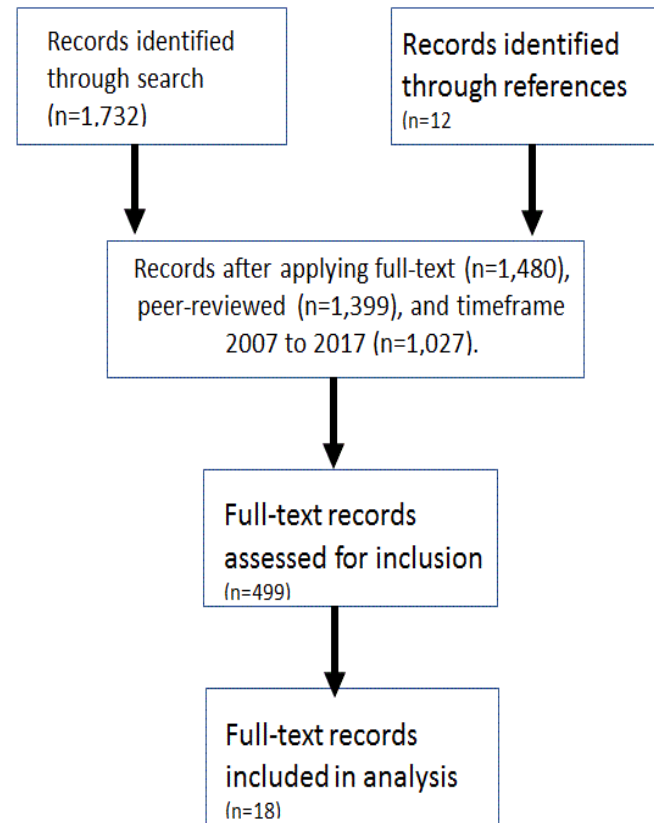 Records identified
through search
(n=1,732)
Records identified
through references
(n=12
Records after applying full-text (n=1,480),
peer-reviewed (n=1,399), and timeframe
2007 to 2017 (n=1,027).
Full-text records
assessed for inclusion
(n=499)
Full-text records
included in analysis
(n=18)